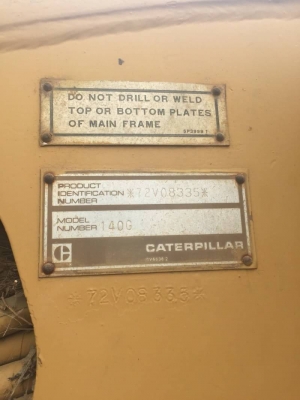 DO NOT DRILL OR WELD
TOP OR BOTTOM PLATES
OF MAIN FRAME
PRODUCT
IDENTIFICATION
NUMBER
*72V08335*
MODEL
NUMBER
140G
CATERPILLAR
*72V08335*